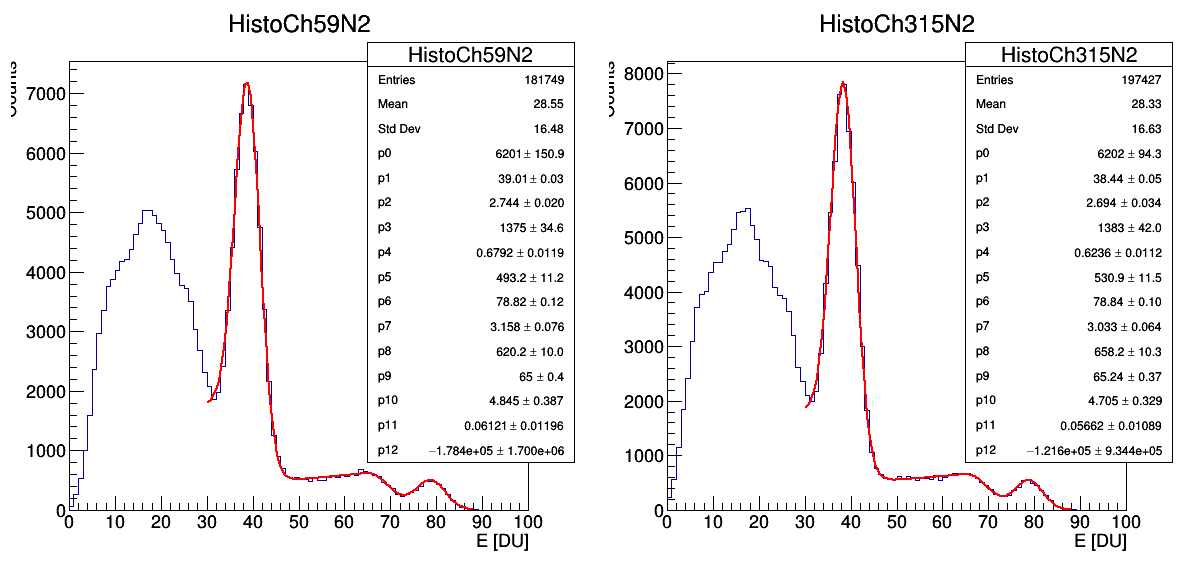 HistoCh59N2
HistoCh59N2
Entries 181749
Mean 28.55
Std Dev 16.48
p0 6201 ± 150.9
p1 39.01 ± 0.03
p2 2.744 ± 0.020
p3 1375 ± 34.6
p4 0.6792 ± 0.0119
p5 493.2 ± 11.2
p6 78.82 ± 0.12
p7 3.158 ± 0.076
p8 620.2 ± 10.0
p9 65 ± 0.4
p10 4.845 ± 0.387
p11 0.06121 ± 0.01196
p12 −1.784e+05 ± 1.700e+06
7000
6000
5000
4000
3000
2000
1000
0
0 10 20 30 40 50 60 70 80 90 100
E [DU]
HistoCh315N2
HistoCh315N2
Entries 197427
Mean 28.33
Std Dev 16.63
p0 6202 ± 94.3
p1 38.44 ± 0.05
p2 2.694 ± 0.034
p3 1383 ± 42.0
p4 0.6236 ± 0.0112
p5 530.9 ± 11.5
p6 78.84 ± 0.10
p7 3.033 ± 0.064
p8 658.2 ± 10.3
p9 65.24 ± 0.37
p10 4.705 ± 0.329
p11 0.05662 ± 0.01089
p12 −1.216e+05 ± 9.344e+05
8000
7000
6000
5000
4000
3000
2000
1000
0
0 10 20 30 40 50 60 70 80 90 100
E [DU]